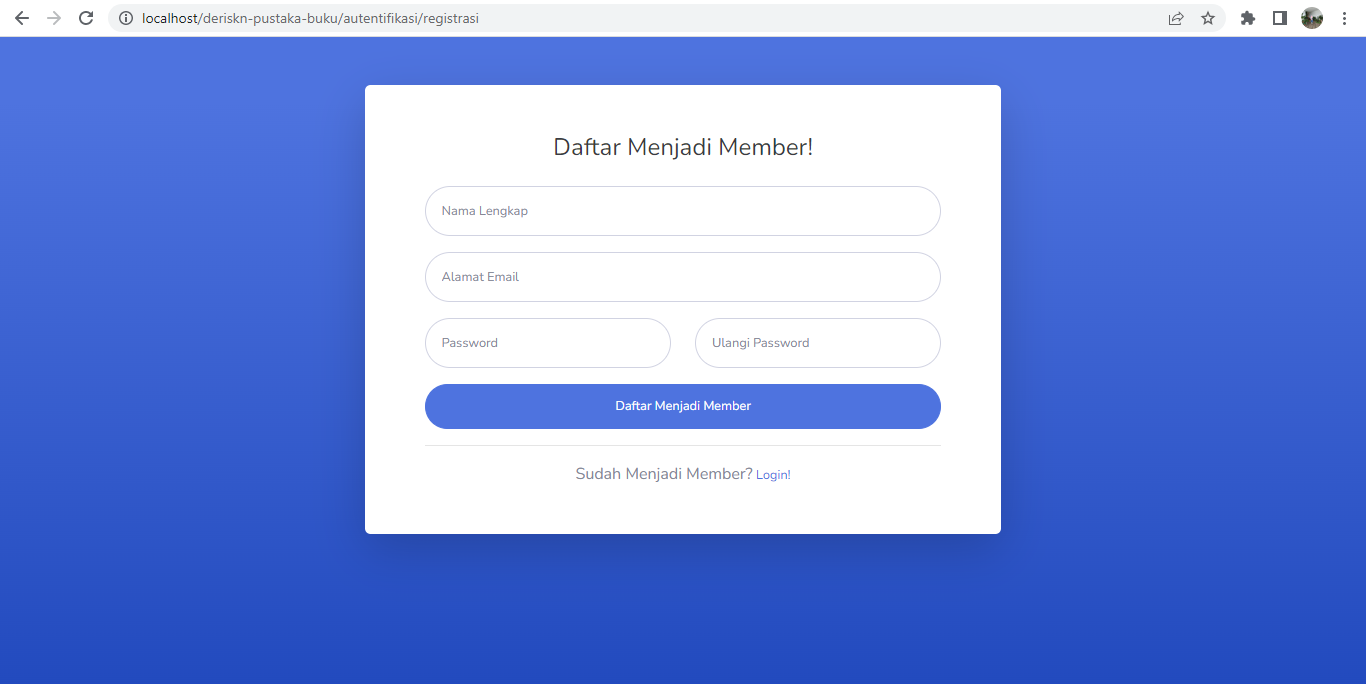 localhost/deriskn-pustaka-buku/autentifikasi/registrasi
Daftar Menjadi Member!
Nama Lengkap
Alamat Email
Password Ulangi Password
Daftar Menjadi Member
Sudah Menjadi Member? Login!